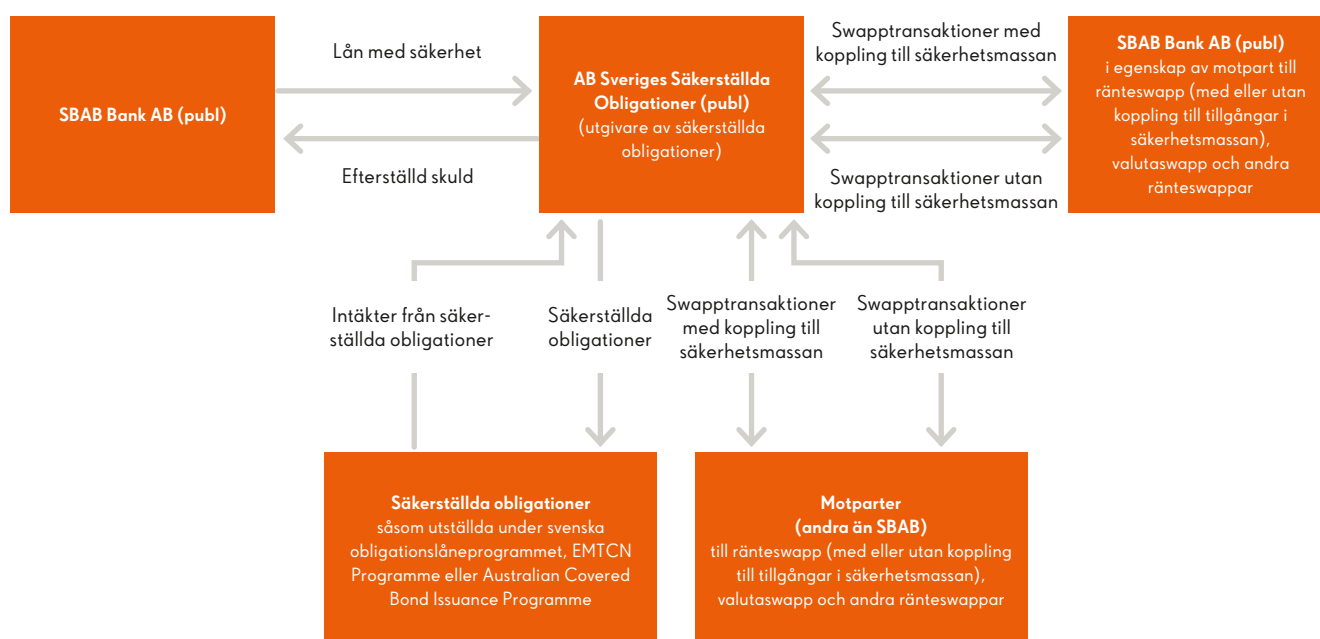 SBAB Bank AB (publ)
Lån med säkerhet
Efterställd skuld
AB Sveriges Säkerställda
Obligationer (publ)
(utgivare av säkerställda
obligationer)
Swapptransaktioner med
koppling till säkerhetsmassan
Swapptransaktioner utan
koppling till säkerhetsmassan
SBAB Bank AB (publ)
i egenskap av motpart till
ränteswapp (med eller utan
koppling till tillgångar i
säkerhetsmassan),
valutaswapp och andra
ränteswappar
Intäkter från säker-
ställda obligationer
Säkerställda
obligationer
Swapptransaktioner
med koppling till
säkerhetsmassan
Swapptransaktioner
utan koppling till
säkerhetsmassan
Säkerställda obligationer
såsom utställda under svenska
obligationslåneprogrammet, EMTCN
Programme eller Australian Covered
Bond Issuance Programme
Motparter
(andra än SBAB)
till ränteswapp (med eller utan koppling
till tillgångar i säkerhetsmassan),
valutaswapp och andra ränteswappar